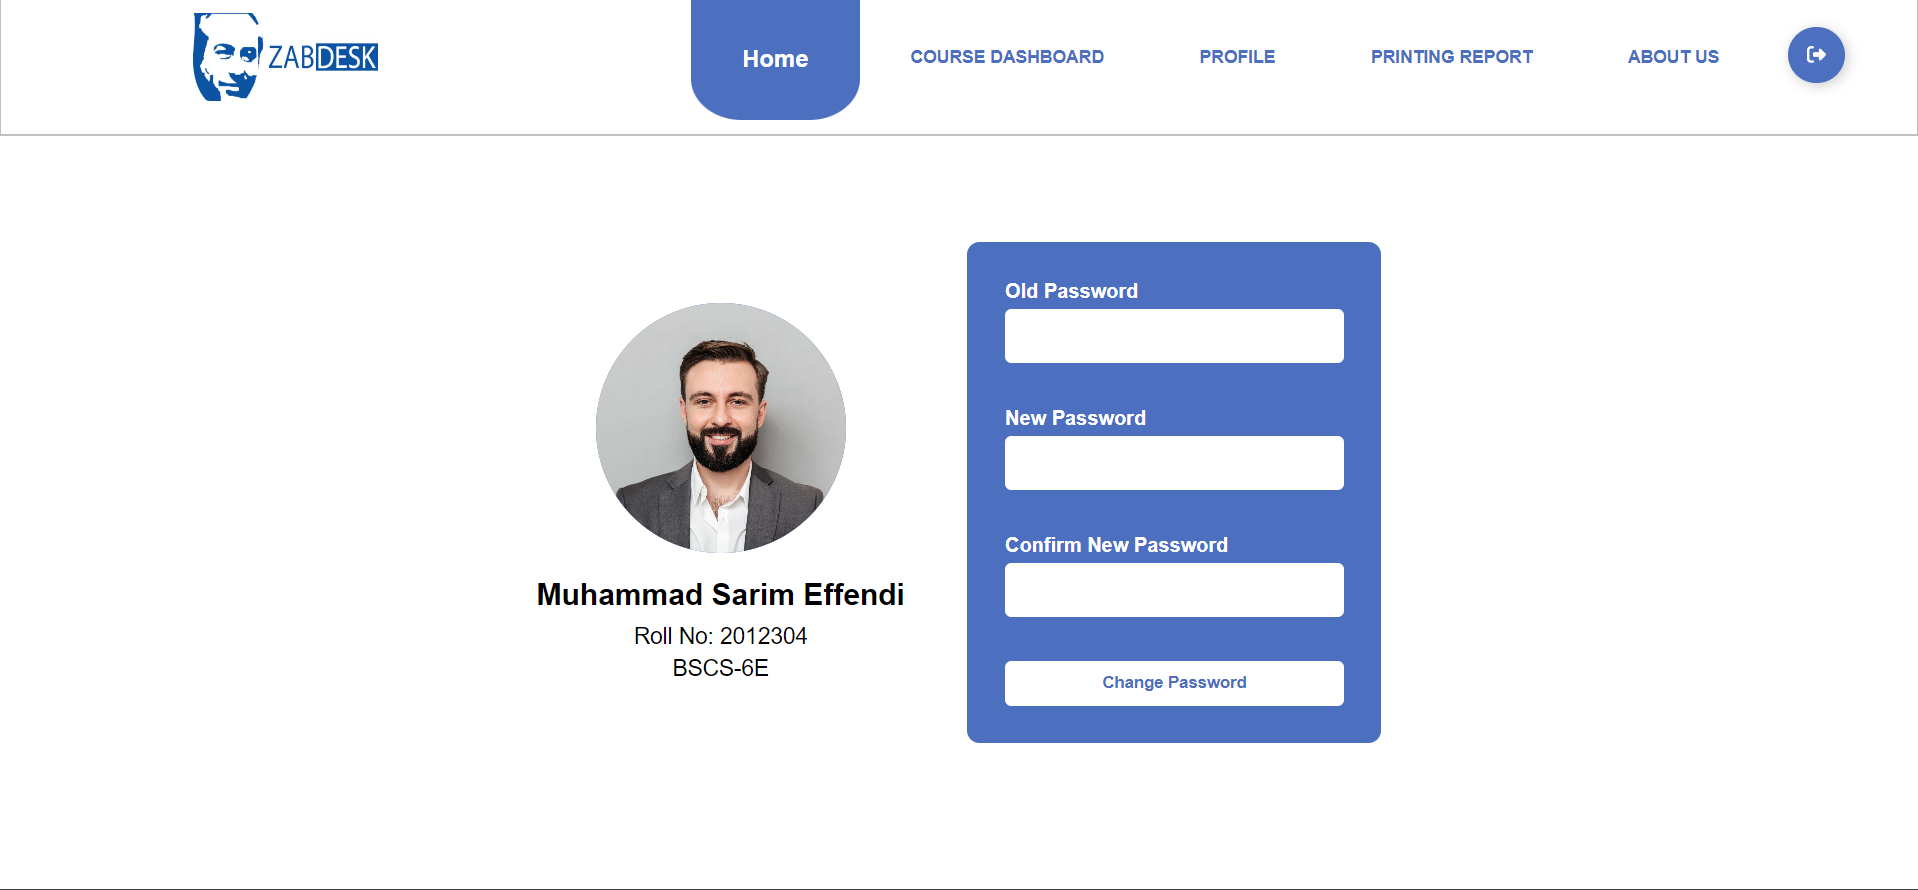 ZABDESK
Home
COURSE DASHBOARD
PROFILE
PRINTING REPORT
ABOUT US
Muhammad Sarim Effendi
Roll No: 2012304
BSCS-6E
Old Password
New Password
Confirm New Password
Change Password